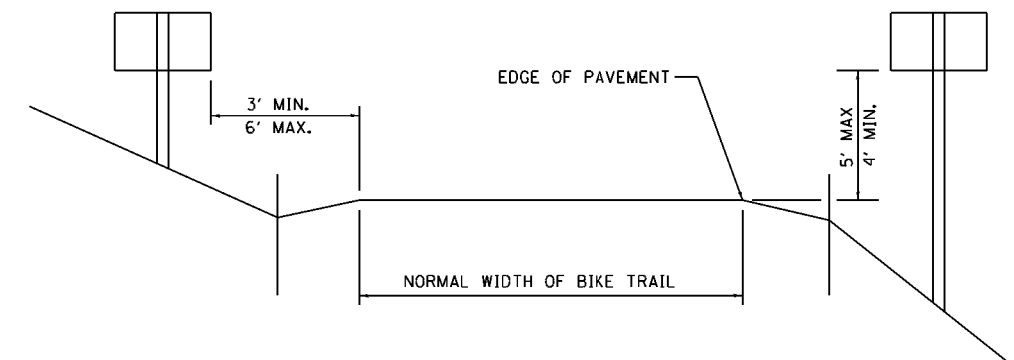 EDGE OF PAVEMENT
3' MIN.
6' MAX.
5' MAX
4' MIN.
NORMAL WIDTH OF BIKE TRAIL